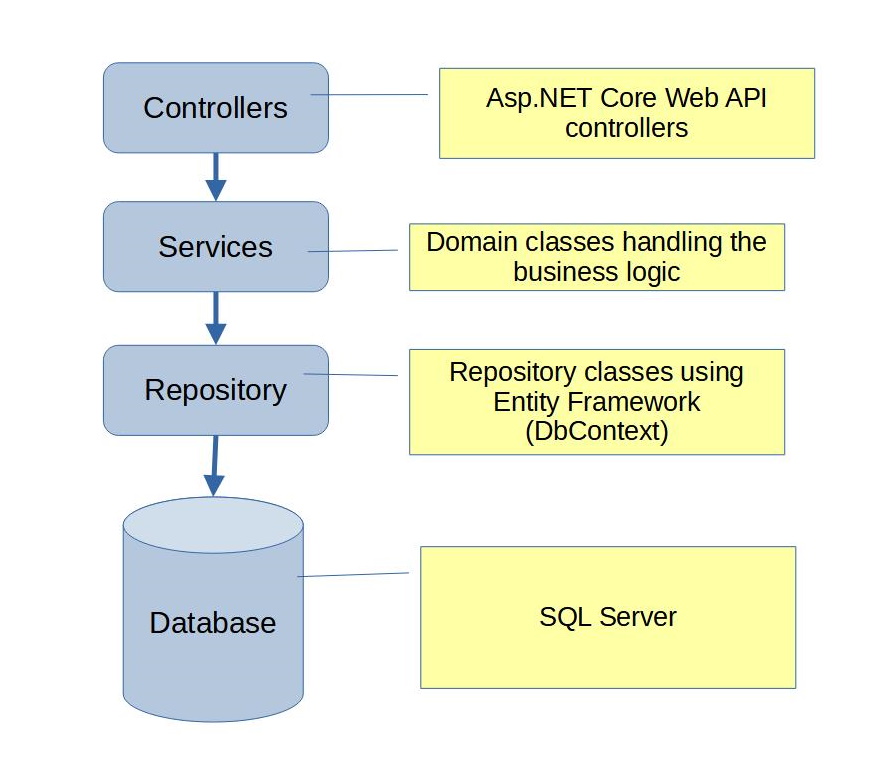 Controllers
Asp.NET Core Web API
controllers
Services
Domain classes handling the
business logic
Repository
Repository classes using
Entity Framework
(DbContext)
Database
SQL Server